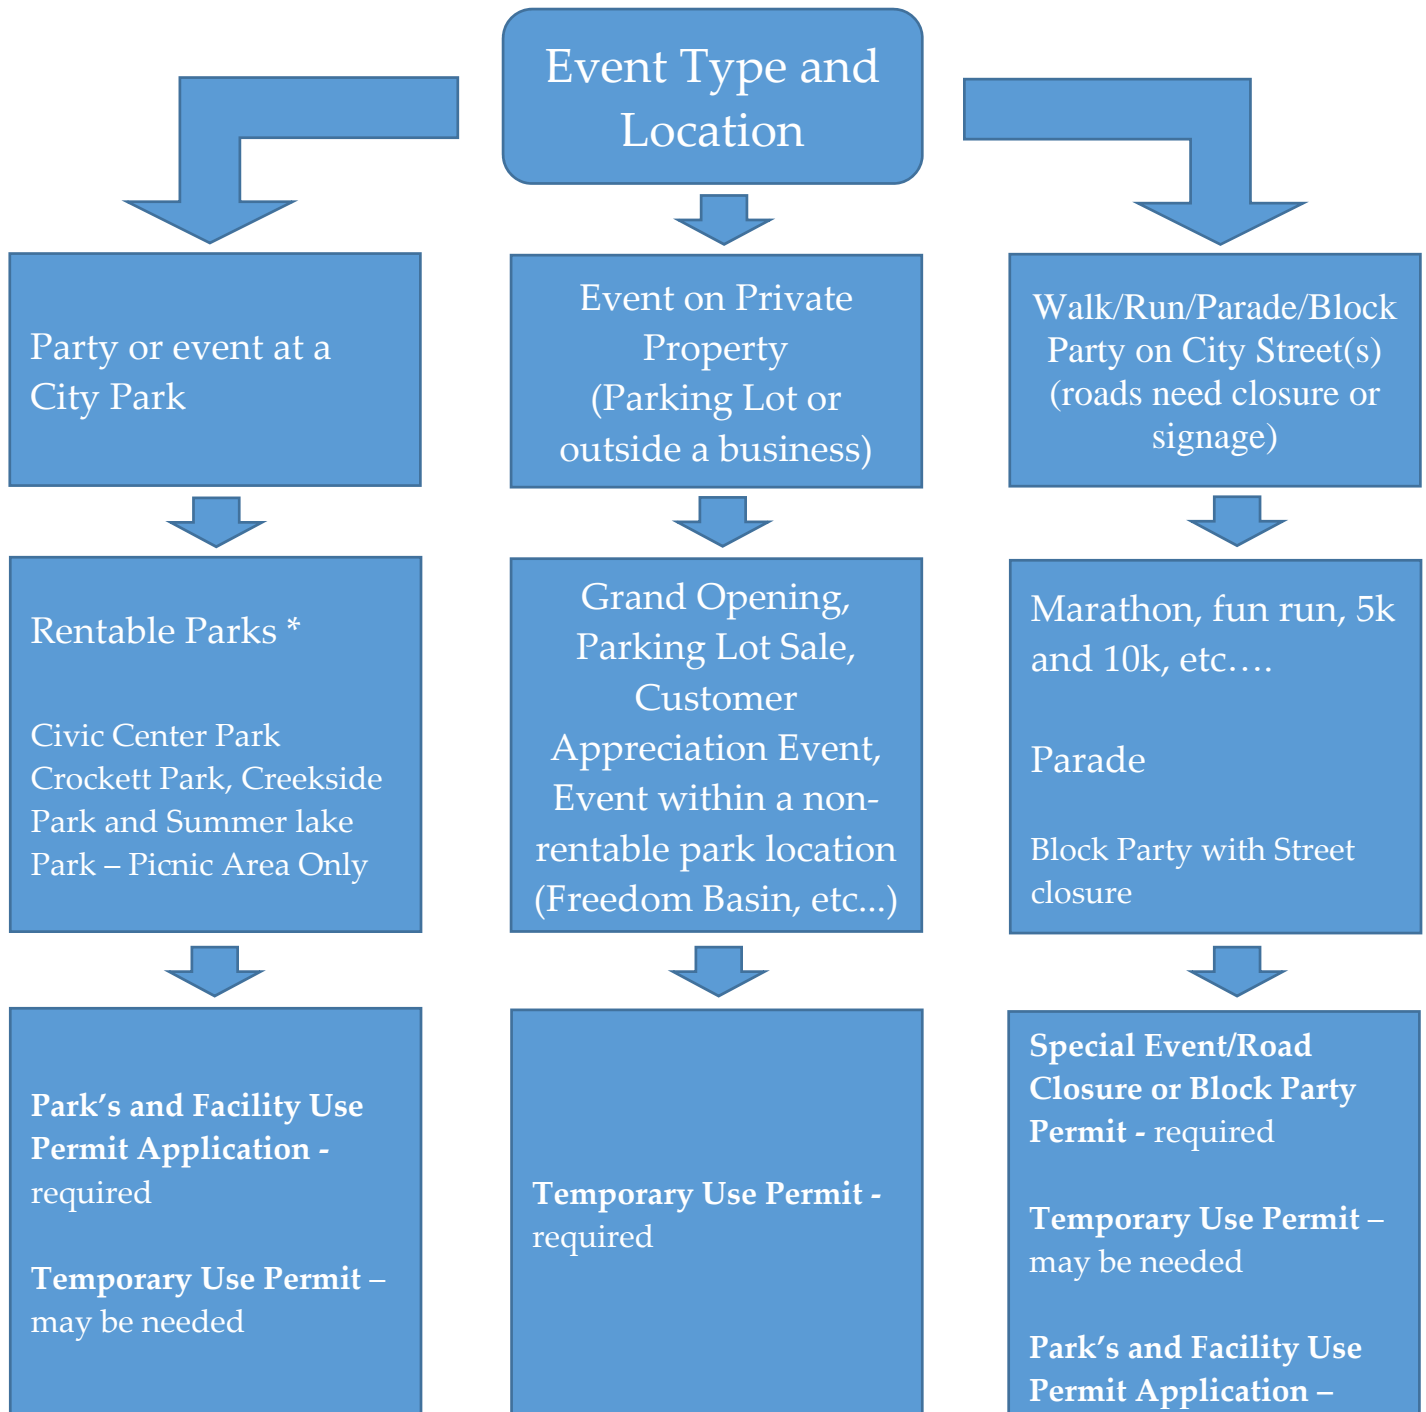 Event Type and
Location
Party or event at a
City Park
Event on Private
Property
(Parking Lot or
outside a business)
Walk/Run/Parade/Block
Party on City Street(s)
(roads need closure or
signage)
Rentable Parks *
Civic Center Park
Crockett Park, Creekside
Park and Summer lake
Park – Picnic Area Only
Grand Opening,
Parking Lot Sale,
Customer
Appreciation Event,
Event within a non-
rentable park location
(Freedom Basin, etc...)
Marathon, fun run, 5k
and 10k, etc….
Parade
Block Party with Street
closure
Park’s and Facility Use
Permit Application -
required
Temporary Use Permit –
may be needed
Temporary Use Permit -
required
Special Event/Road
Closure or Block Party
Permit - required
Temporary Use Permit –
may be needed
Park’s and Facility Use
Permit Application –